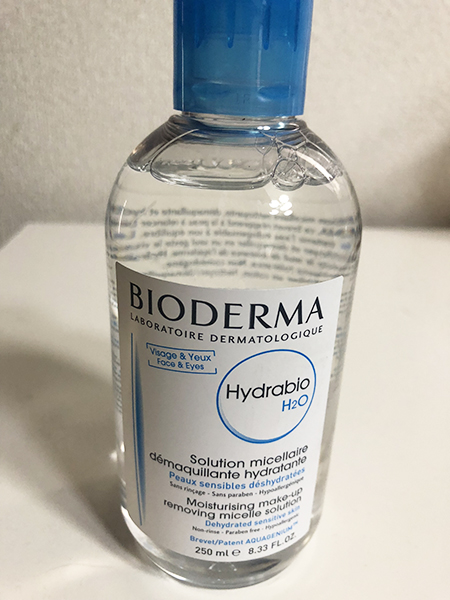 BIODERMA
LABORATOIRE DERMATOLOGIQUE
Visage & Yeux
Face & Eyes
Hydrabio
H2O
Solution micellaire
démaquillante hydratante
Peaux sensibles déshydratées
Sans rinçage - Sans paraben - Hypoallergénique
Moisturising make-up
removing micelle solution
Dehydrated sensitive skin
Non-rinse - Paraben free - Hypoallergenic
Brevet/Patent AQUAGENIUM
250 ml e 8.33 FL.OZ.